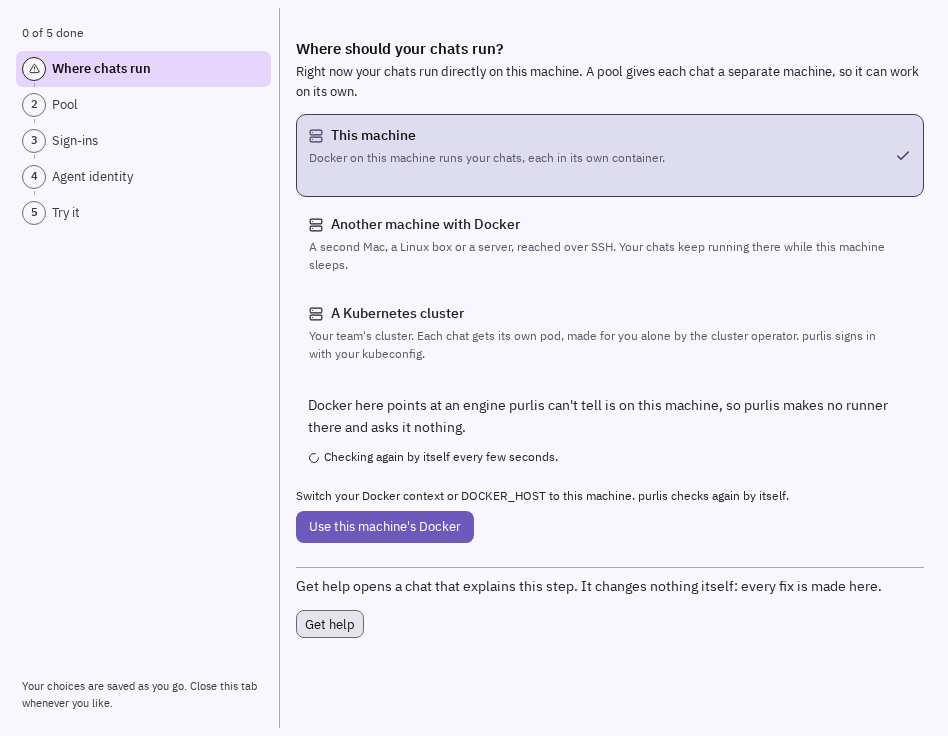 0 of 5 done
Where chats run
2 Pool
3 Sign-ins
4 Agent identity
5 Try it
Your choices are saved as you go. Close this tab
whenever you like.
Where should your chats run?
Right now your chats run directly on this machine. A pool gives each chat a separate machine, so it can work
on its own.
This machine
Docker on this machine runs your chats, each in its own container.
Another machine with Docker
A second Mac, a Linux box or a server, reached over SSH. Your chats keep running there while this machine
sleeps.
A Kubernetes cluster
Your team's cluster. Each chat gets its own pod, made for you alone by the cluster operator. purlis signs in
with your kubeconfig.
Docker here points at an engine purlis can't tell is on this machine, so purlis makes no runner
there and asks it nothing.
Checking again by itself every few seconds.
Switch your Docker context or DOCKER_HOST to this machine. purlis checks again by itself.
Use this machine's Docker
Get help opens a chat that explains this step. It changes nothing itself: every fix is made here.
Get help